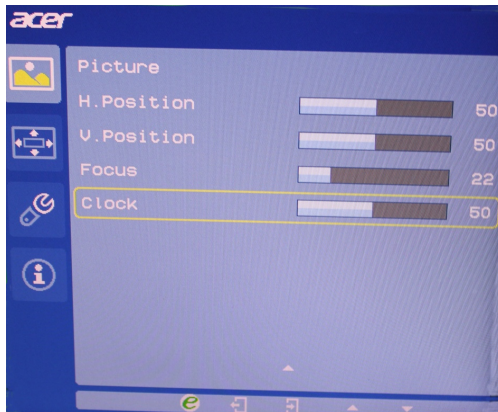 acer
Picture
H.Position 50
V.Position 50
Focus 22
Clock 50
e